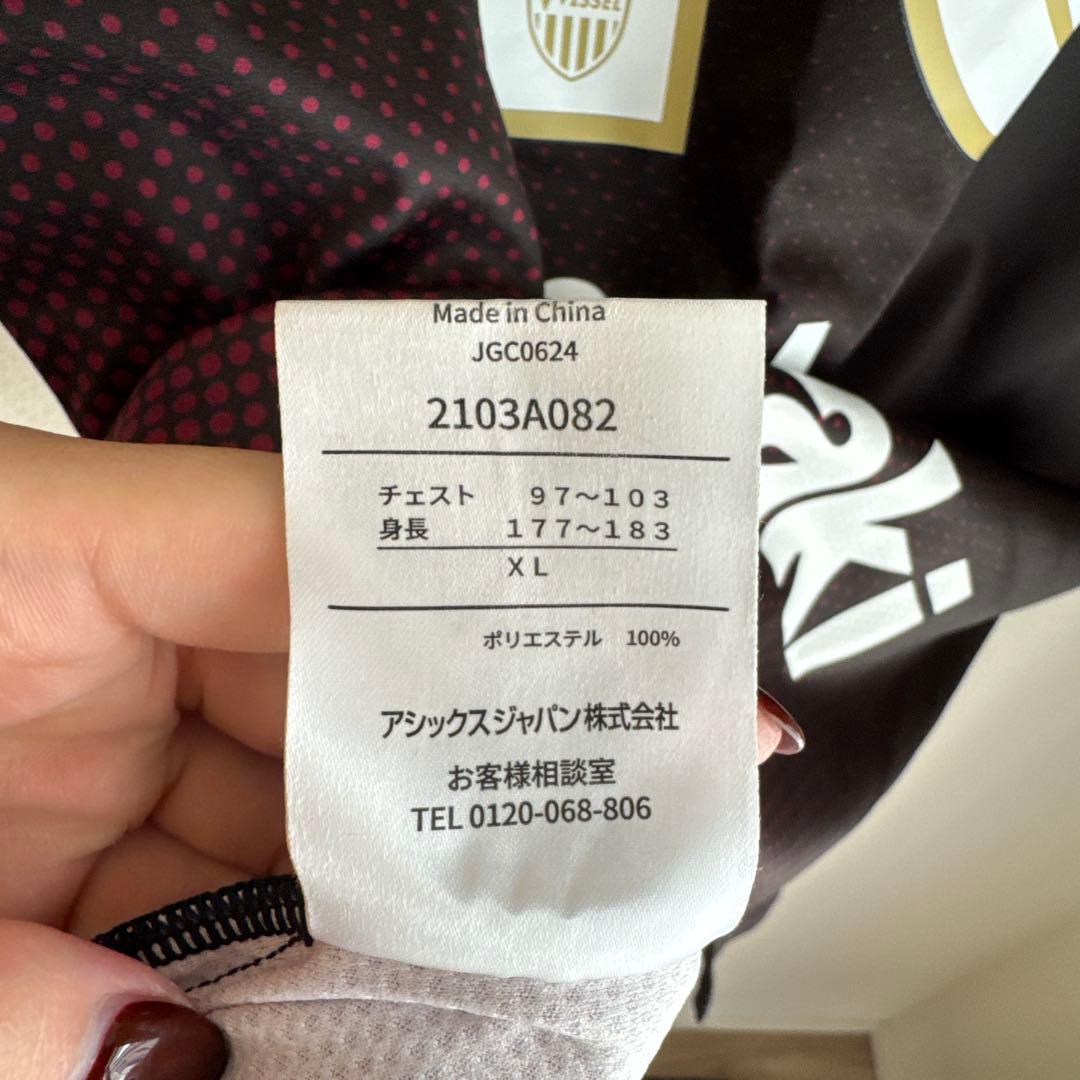 VISSEL
Made in China
JGC0624
2103A082
チェスト 97～103
身長 177～183
XL
ポリエステル 100%
アシックスジャパン株式会社
お客様相談室
TEL 0120-068-806